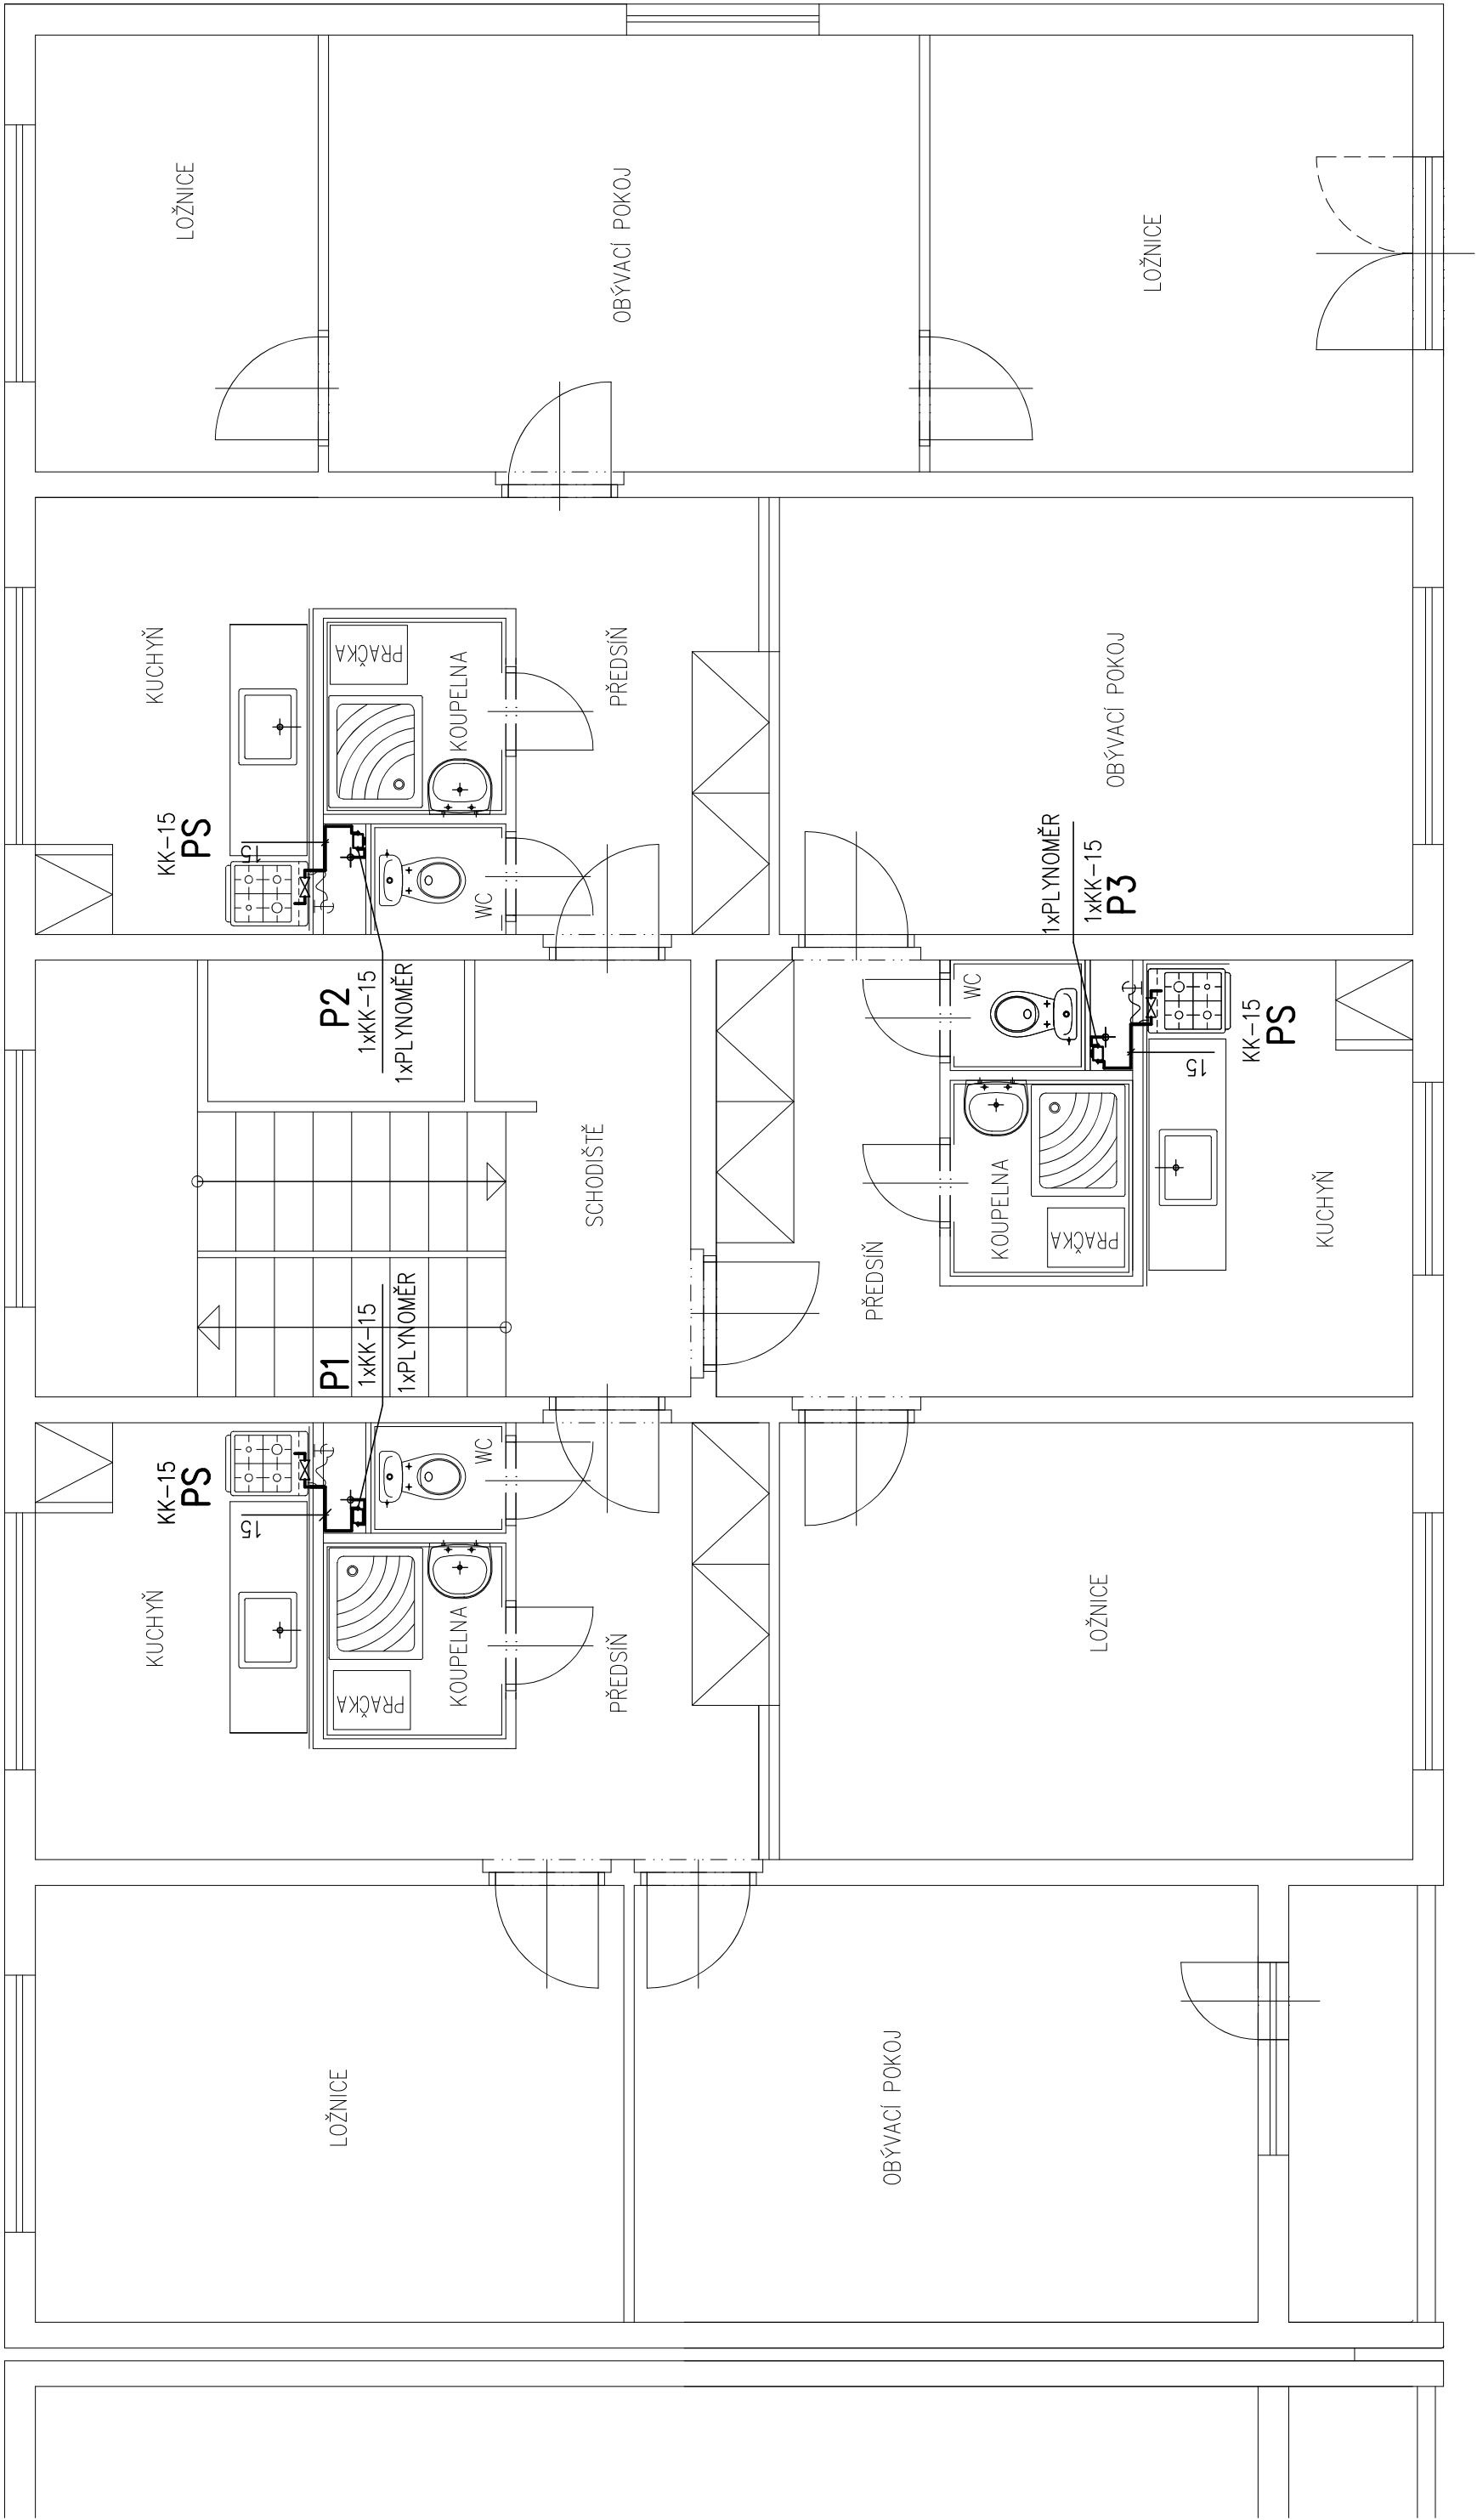 LOŽNICE
OBÝVACÍ POKOJ
LOŽNICE
KUCHYŇ
PRAČKA
KOUPELNA
PŘEDSÍŇ
OBÝVACÍ POKOJ
KK-15
PS
15
WC
P2
1xKK-15
1xPLYNOMĚR
1xPLYNOMĚR
1xKK-15
P3
WC
KK-15
PS
15
SCHODIŠTĚ
KOUPELNA
PRAČKA
PŘEDSÍŇ
KUCHYŇ
P1
1xKK-15
1xPLYNOMĚR
KK-15
PS
15
WC
KUCHYŇ
PRAČKA
KOUPELNA
PŘEDSÍŇ
LOŽNICE
LOŽNICE
OBÝVACÍ POKOJ